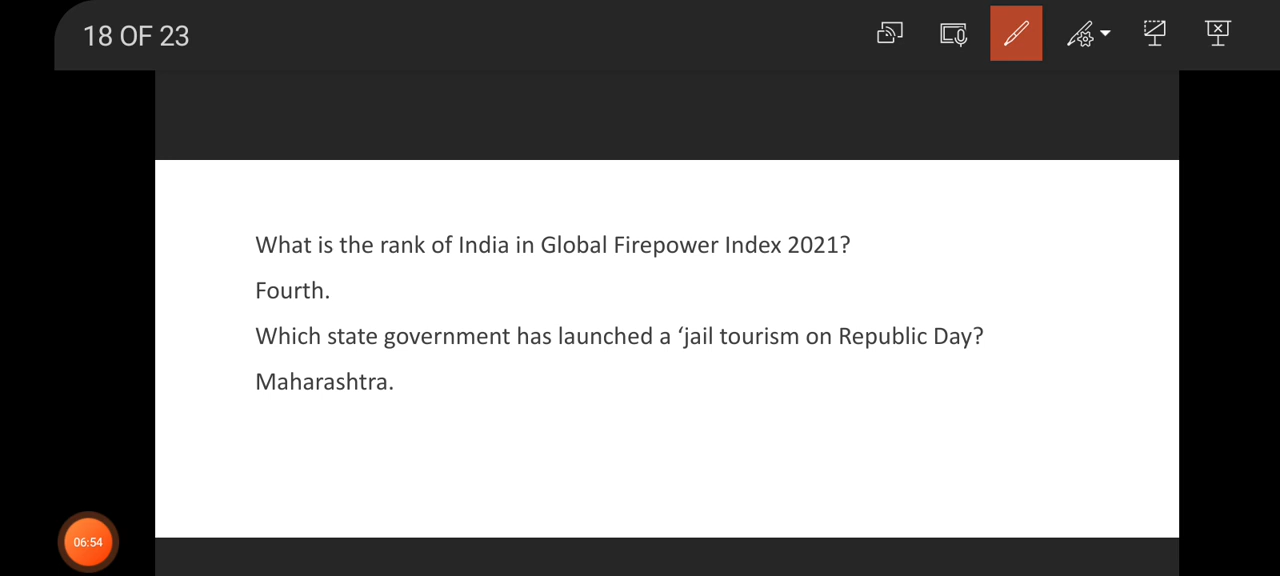 18 OF 23
What is the rank of India in Global Firepower Index 2021?
Fourth.
Which state government has launched a ‘jail tourism on Republic Day?
Maharashtra.
06:54